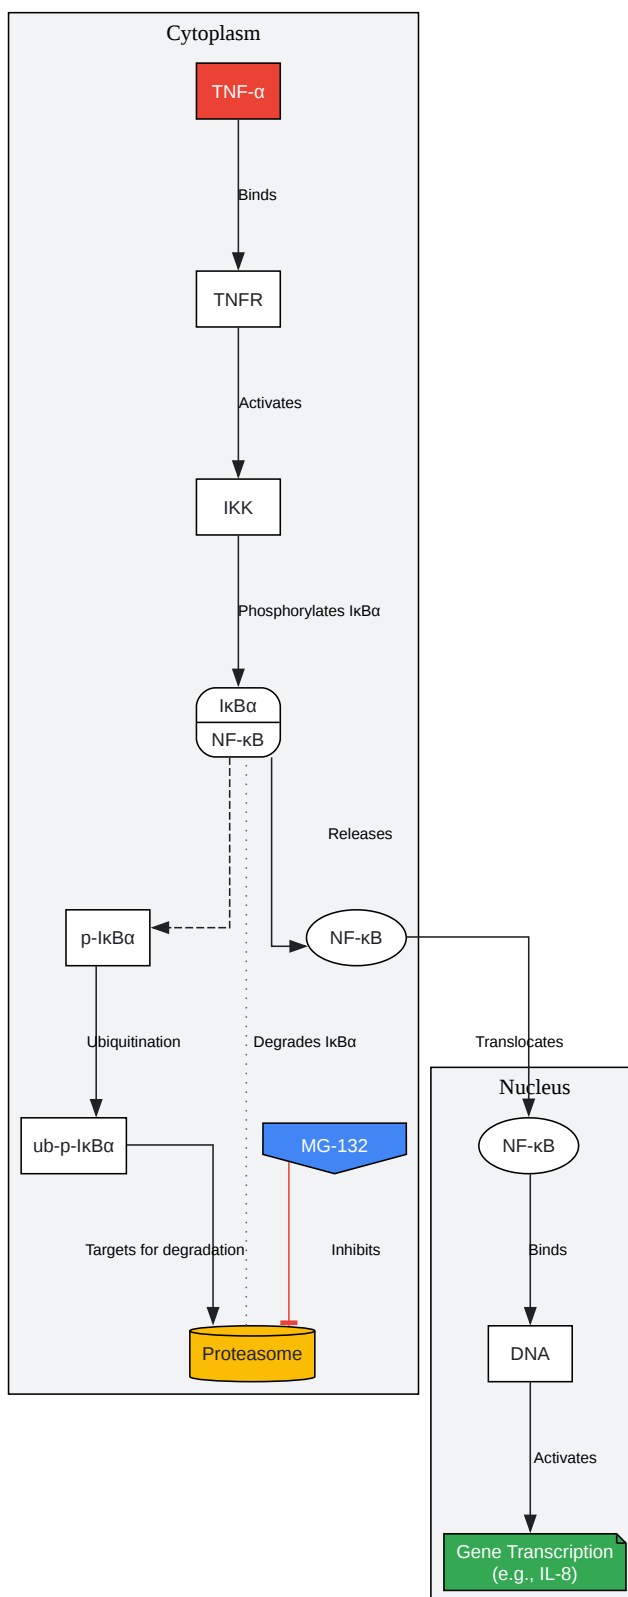 Cytoplasm
TNF-α
Binds
TNFR
Activates
IKK
Phosphorylates IκBα
IκBα
NF-κB
Releases
p-IκBα
NF-κB
Ubiquitination
Degrades IκBα
Translocates
Nucleus
ub-p-IκBα
MG-132
NF-κB
Targets for degradation
Inhibits
Binds
Proteasome
DNA
Activates
Gene Transcription
(e.g., IL-8)